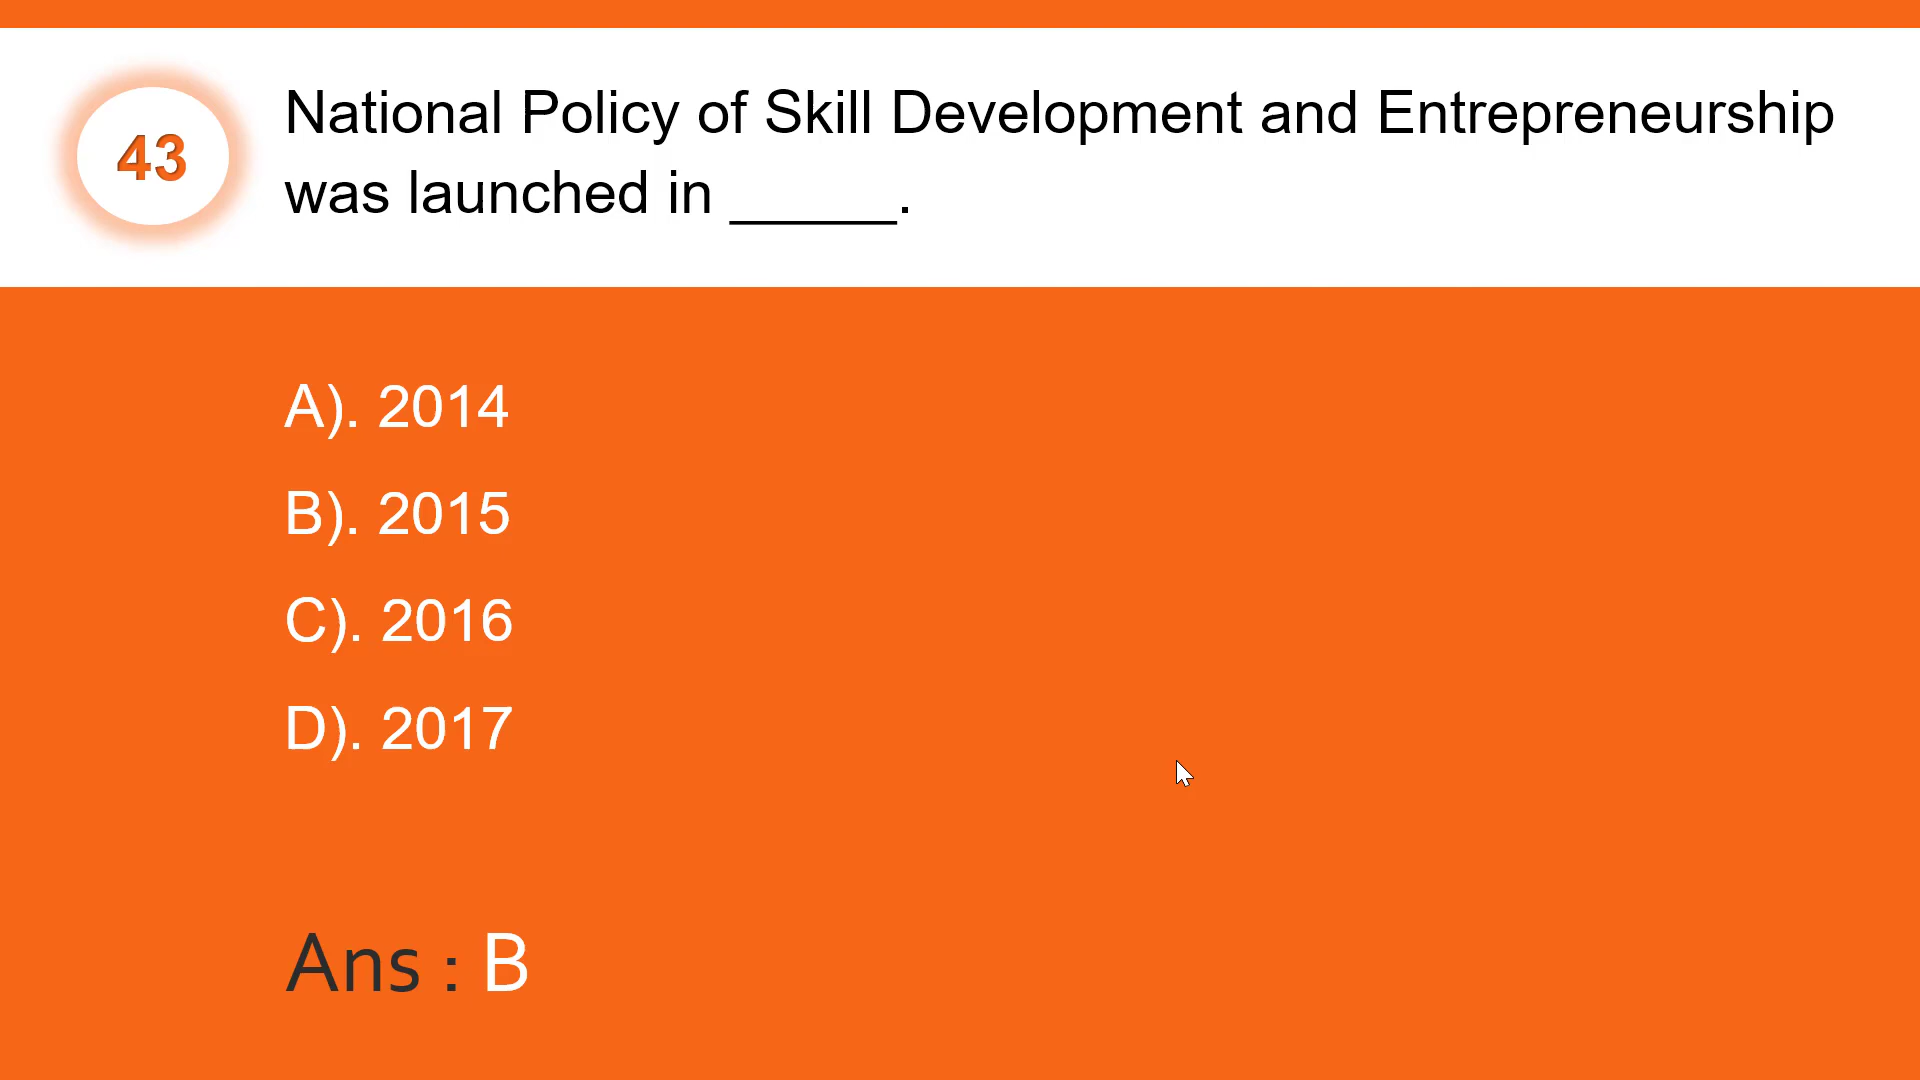 43
National Policy of Skill Development and Entrepreneurship
was launched in _____.
A). 2014
B). 2015
C). 2016
D). 2017
Ans : B